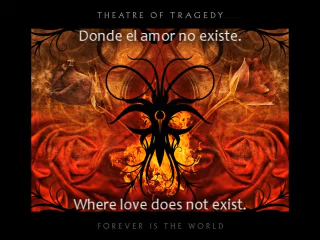 THEATRE OF TRAGEDY
Donde el amor no existe.
Where love does not exist.
FOREVER IS THE WORLD